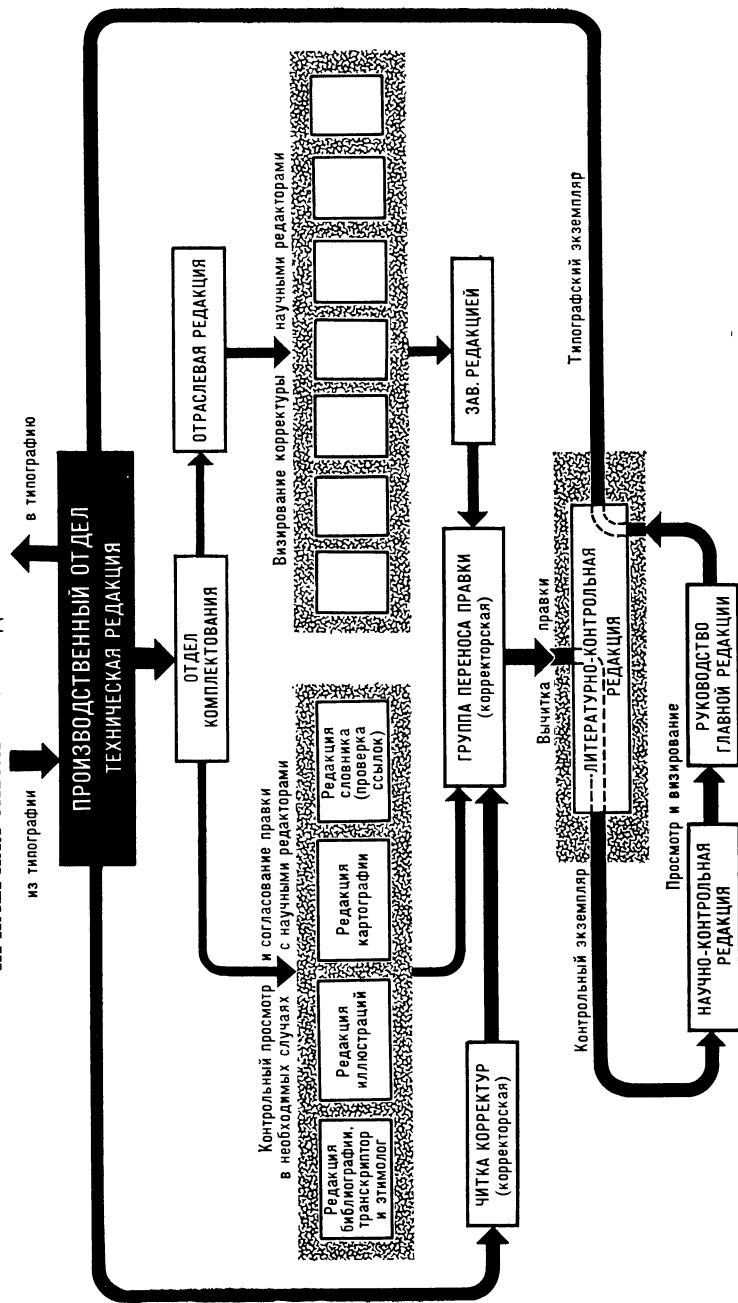 из типографии
в типографию
ПРОИЗВОДСТВЕННЫЙ ОТДЕЛ
ТЕХНИЧЕСКАЯ РЕДАКЦИЯ
ОТДЕЛ
КОМПЛЕКТОВАНИЯ
ОТРАСЛЕВАЯ РЕДАКЦИЯ
Контрольный просмотр и согласование правки
в необходимых случаях с научными редакторами
Визирование корректуры научными редакторами
Редакция
библиографии,
транскриптор
и этимолог
Редакция
иллюстраций
Редакция
картографии
Редакция
словника
(проверка
ссылок)
ЧИТКА КОРРЕКТУР
(корректорская)
ГРУППА ПЕРЕНОСА ПРАВКИ
(корректорская)
ЗАВ. РЕДАКЦИЕЙ
Вычитка правки
Контрольный экземпляр
ЛИТЕРАТУРНО-КОНТРОЛЬНАЯ
РЕДАКЦИЯ
Типографский экземпляр
Просмотр и визирование
НАУЧНО-КОНТРОЛЬНАЯ
РЕДАКЦИЯ
РУКОВОДСТВО
ГЛАВНОЙ РЕДАКЦИИ